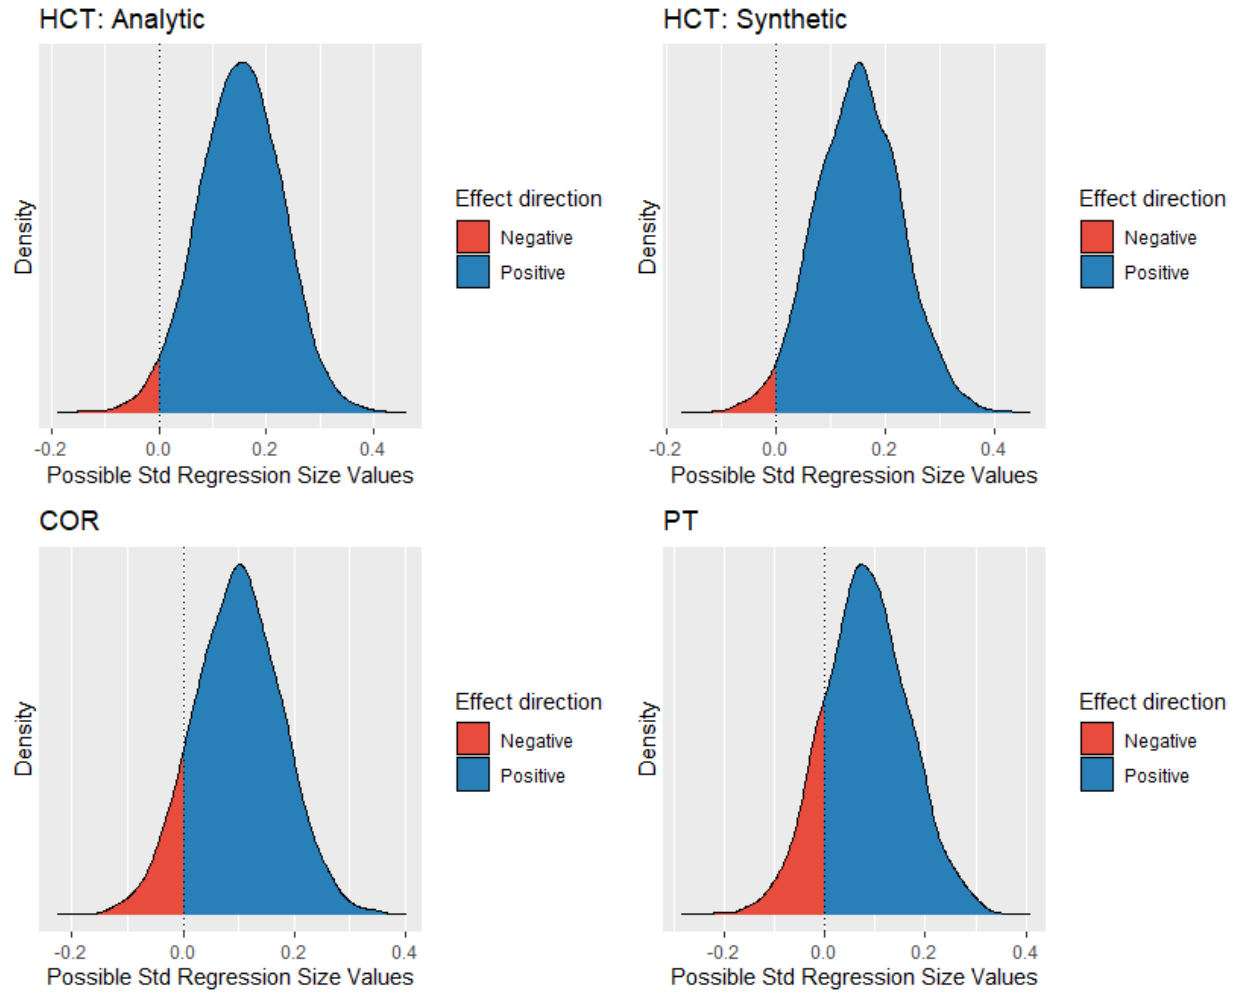 HCT: Analytic
Density
-0.2 0.0 0.2 0.4
Possible Std Regression Size Values
Effect direction
Negative
Positive
HCT: Synthetic
Density
-0.2 0.0 0.2 0.4
Possible Std Regression Size Values
Effect direction
Negative
Positive
COR
Density
-0.2 0.0 0.2 0.4
Possible Std Regression Size Values
Effect direction
Negative
Positive
PT
Density
-0.2 0.0 0.2 0.4
Possible Std Regression Size Values
Effect direction
Negative
Positive